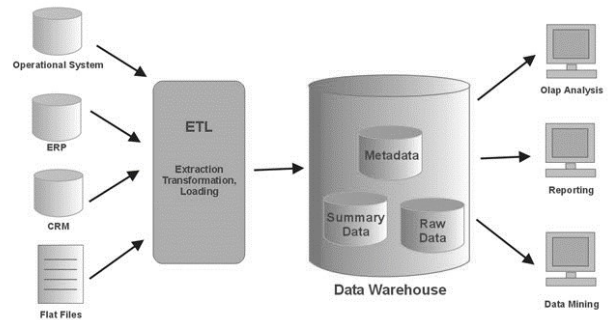 Operational System
ERP
CRM
Flat Files
ETL
Extraction
Transformation,
Loading
Metadata
Summary
Data
Raw
Data
Data Warehouse
Olap Analysis
Reporting
Data Mining